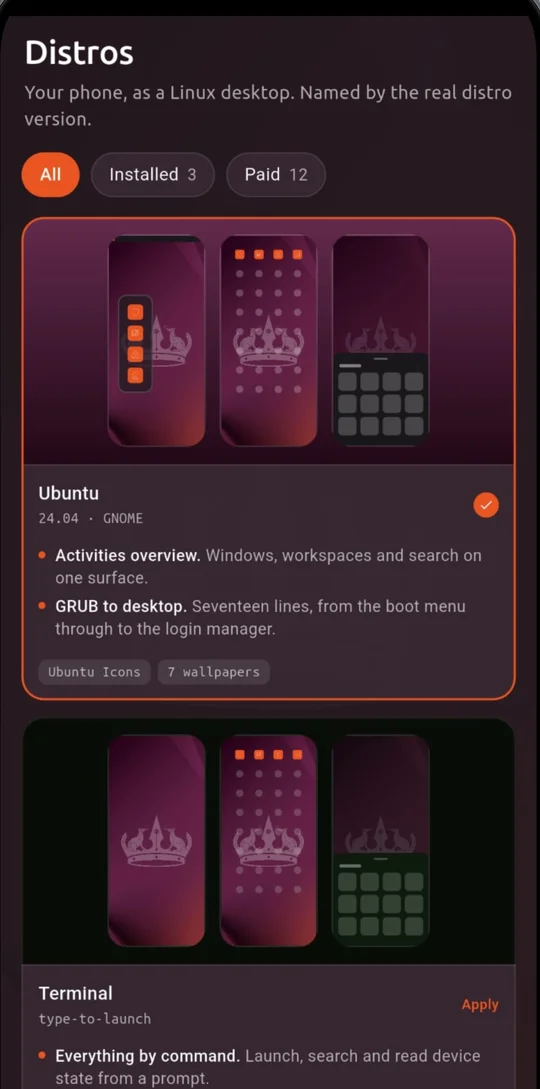 Distros
Your phone, as a Linux desktop. Named by the real distro
version.
All
Installed 3
Paid 12
Ubuntu
24.04 · GNOME
Activities overview. Windows, workspaces and search on
one surface.
GRUB to desktop. Seventeen lines, from the boot menu
through to the login manager.
Ubuntu Icons
7 wallpapers
Terminal
type-to-launch
Apply
Everything by command. Launch, search and read device
state from a prompt.